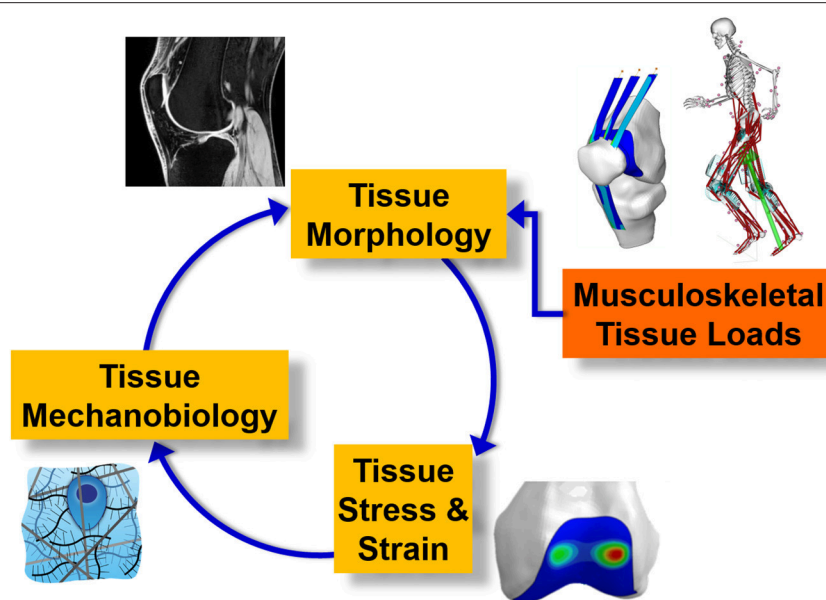 Tissue
Morphology
Musculoskeletal
Tissue Loads
Tissue
Mechanobiology
Tissue
Stress &
Strain